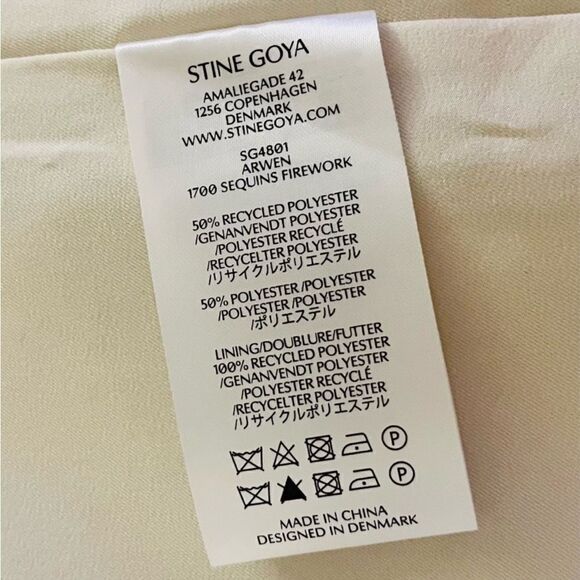 STINE GOYA
AMALIEGADE 42
1256 COPENHAGEN
DENMARK
WWW.STINEGOYA.COM
SG4801
ARWEN
1700 SEQUINS FIREWORK
50% RECYCLED POLYESTER
/GENANVENDT POLYESTER
/POLYESTER RECYCLÉ
/RECYCELTER POLYESTER
/リサイクルポリエステル
50% POLYESTER /POLYESTER
/POLYESTER /POLYESTER
/ポリエステル
LINING/DOUBLURE/FUTTER
100% RECYCLED POLYESTER
/GENANVENDT POLYESTER
/POLYESTER RECYCLÉ
/RECYCELTER POLYESTER
/リサイクルポリエステル
P
P
MADE IN CHINA
DESIGNED IN DENMARK